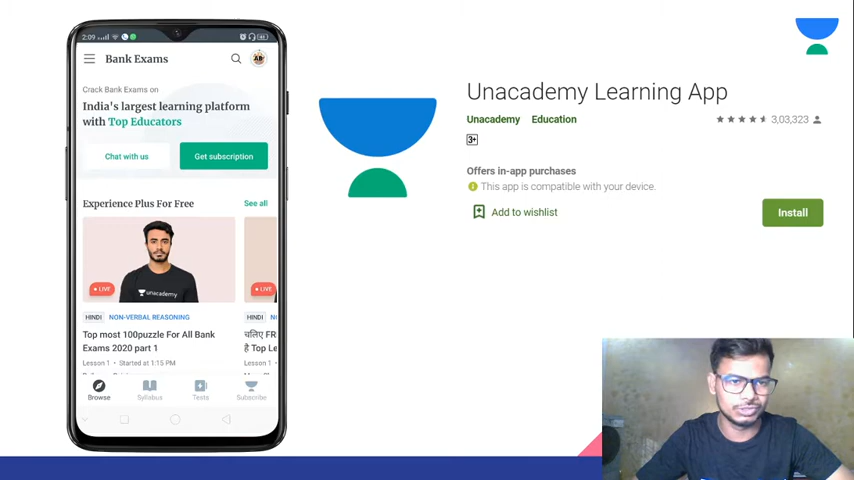 2:09
Bank Exams
Crack Bank Exams on
India's largest learning platform
with Top Educators
Chat with us
Get subscription
Experience Plus For Free
See all
unacademy
LIVE
LIVE
HINDI NON-VERBAL REASONING
HINDI
Top most 100puzzle For All Bank
Exams 2020 part 1
चलिए FR
है Top Le
Lesson 1 • Started at 1:15 PM
Lesson 1
Browse
Syllabus
Tests
Subscribe
Unacademy Learning App
Unacademy Education
3,03,323
3+
Offers in-app purchases
This app is compatible with your device.
Add to wishlist
Install